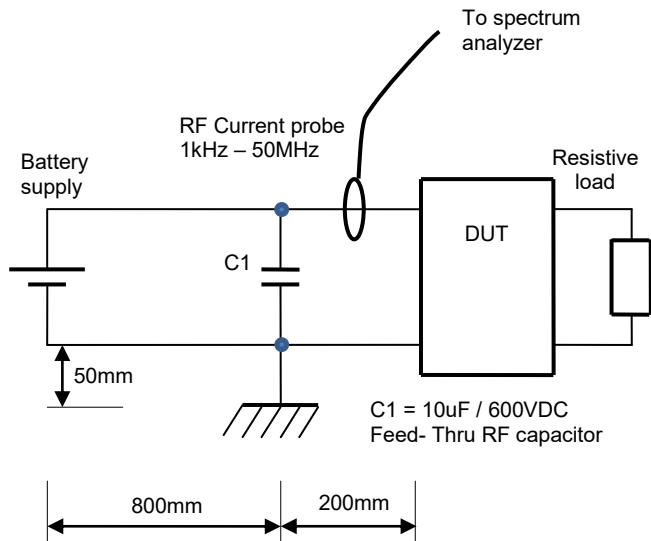 To spectrum
analyzer
RF Current probe
1kHz – 50MHz
Battery
supply
Resistive
load
DUT
C1
50mm
C1 = 10uF / 600VDC
Feed- Thru RF capacitor
800mm
200mm